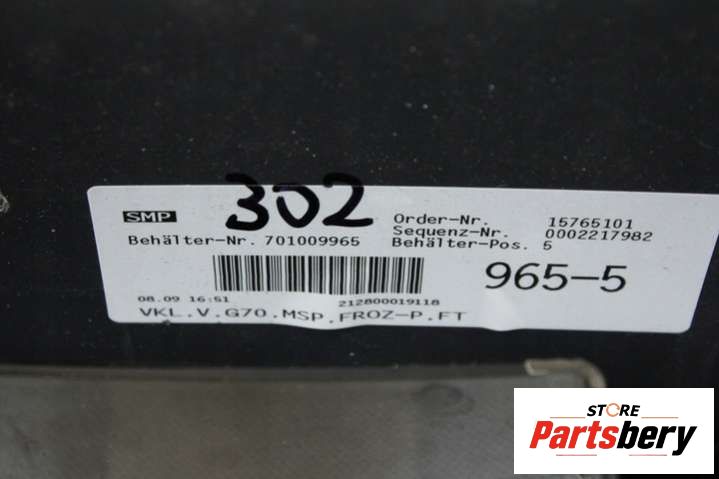 SMP
302
Order-Nr. 15765101
Sequenz-Nr. 0002217982
Behälter-Nr. 701009965 Behälter-Pos. 5
965-5
08.09 16:51 212800019118
VKL.V.G70.MSP.FROZ-P.FT
STORE
Partsbery